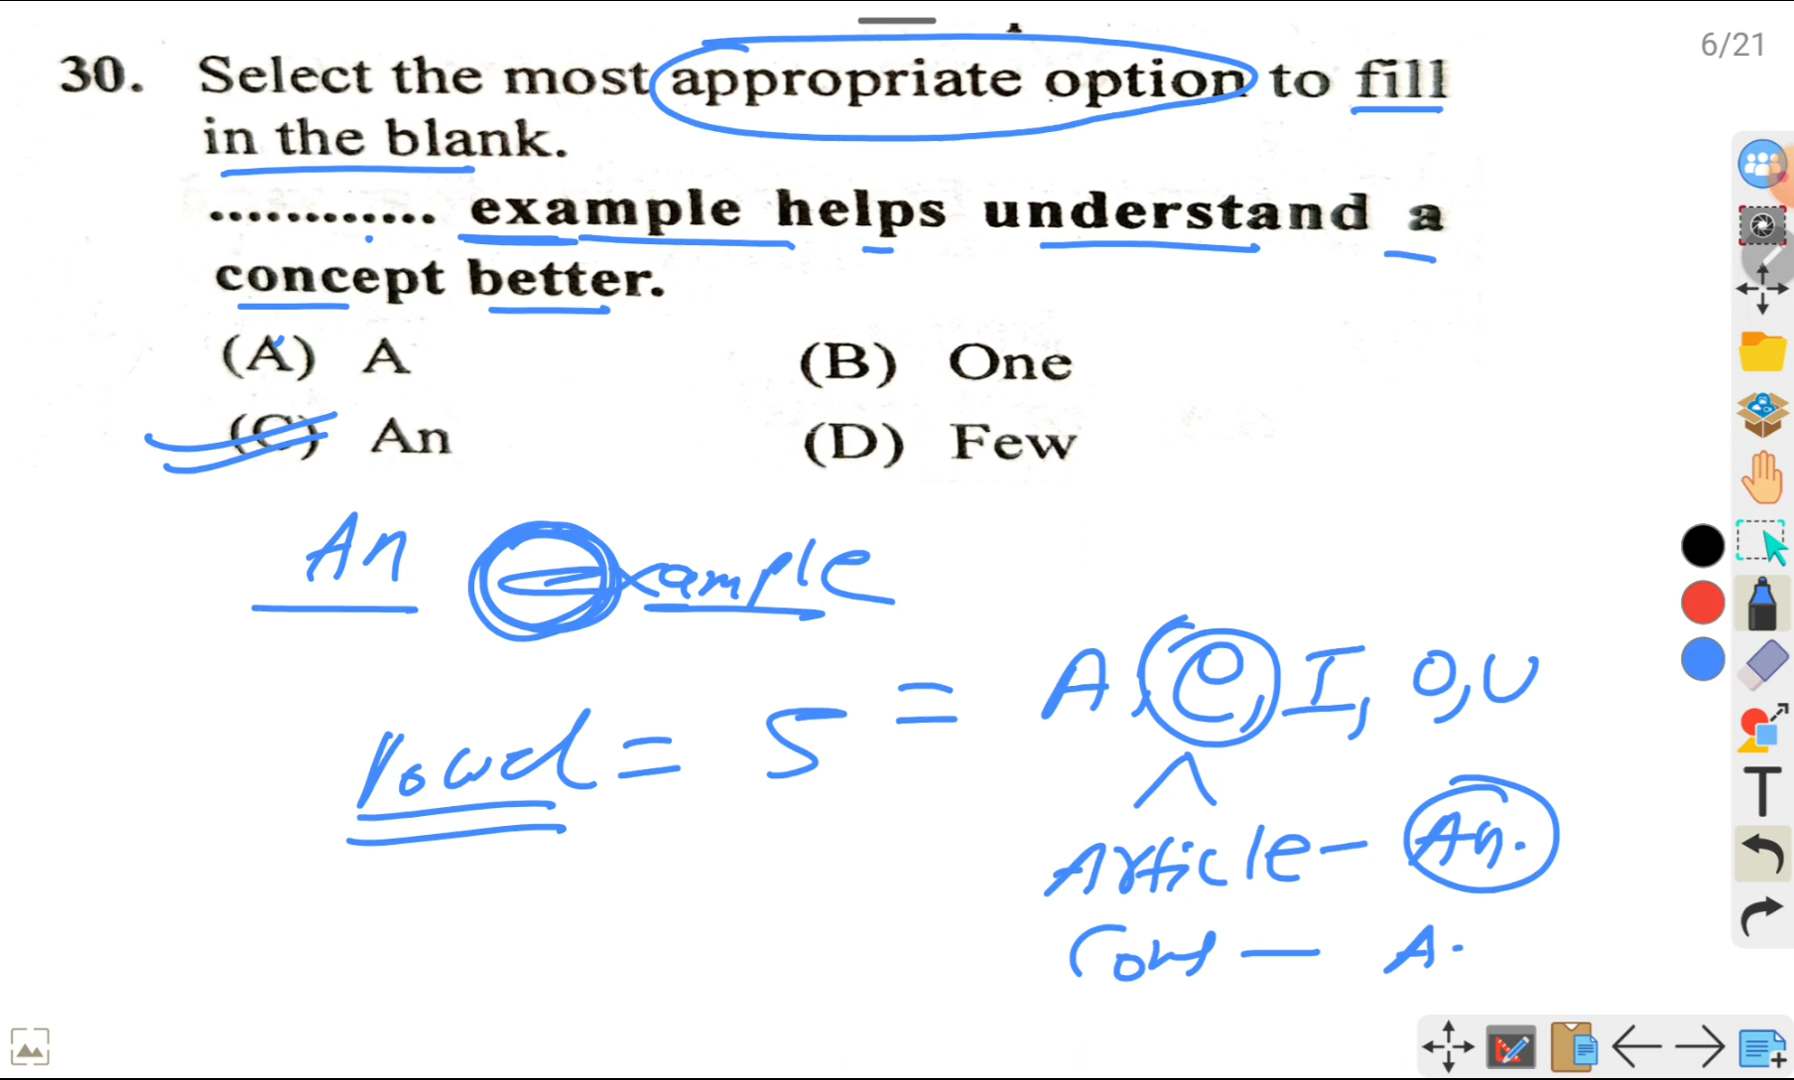 6/21
30. Select the most appropriate option to fill
in the blank.
............ example helps understand a
concept better.
(A) A (B) One
(C) An (D) Few
An Example
Vowel = 5 = A, e, I, O, U
Article - An.
Cons - A.
T